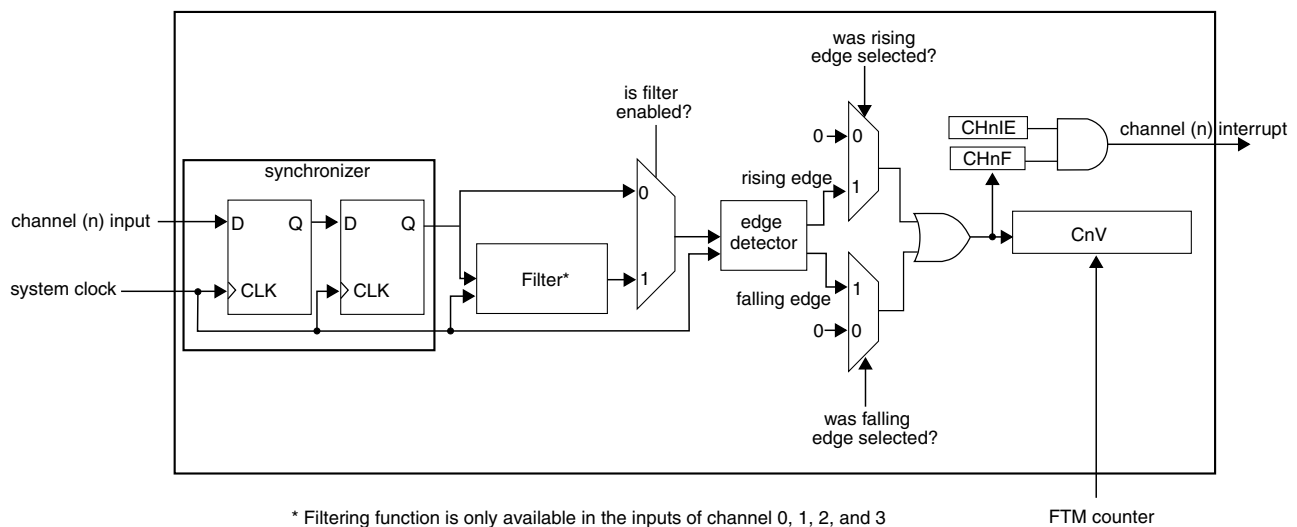 was rising
edge selected?
is filter
enabled?
0
0
CHnIE
channel (n) interrupt
synchronizer
CHnF
rising edge
1
0
channel (n) input
D
Q
D
Q
edge
detector
CnV
Filter*
1
system clock
CLK
CLK
falling edge
1
0
0
was falling
edge selected?
* Filtering function is only available in the inputs of channel 0, 1, 2, and 3
FTM counter